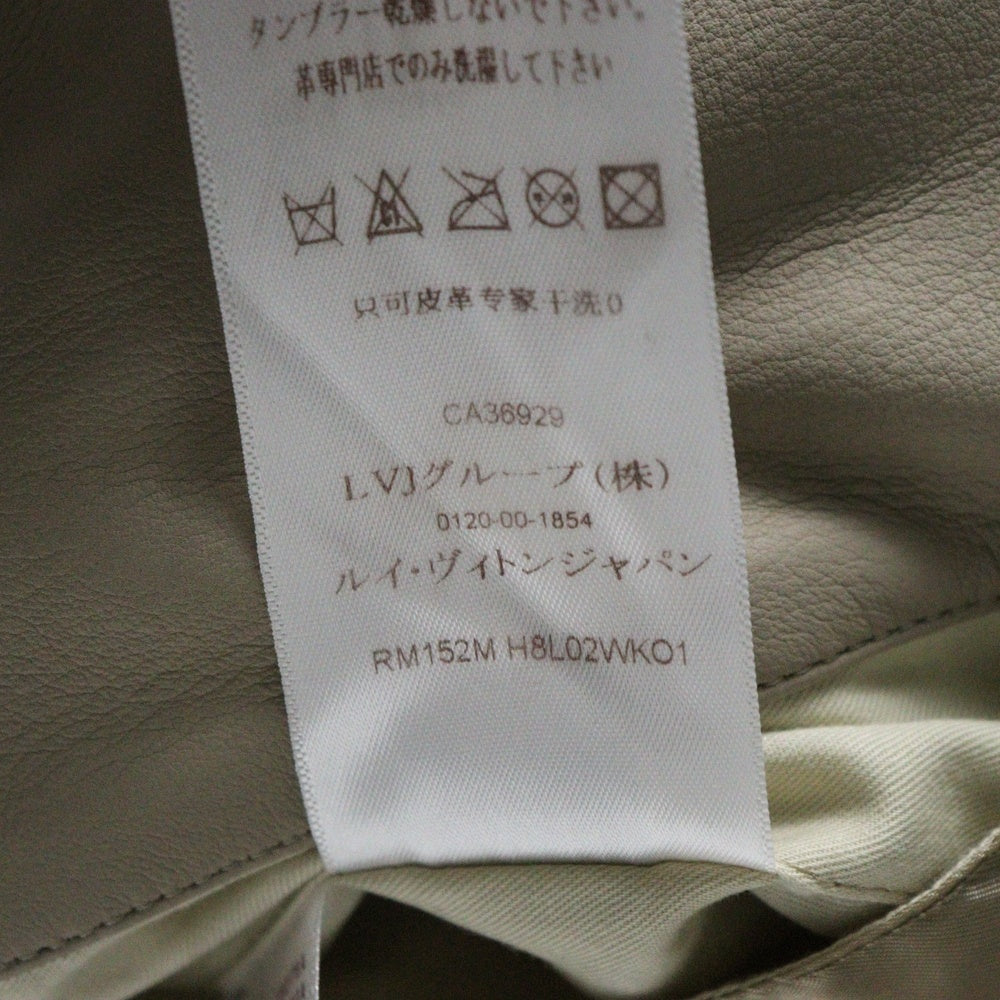 タンブラー乾燥しないで下さい。
革専門店でのみ洗濯して下さい
只可皮革专家干洗()
CA36929
LVJグループ(株)
0120-00-1854
ルイ・ヴィトンジャパン
RM152M H8L02WKO1